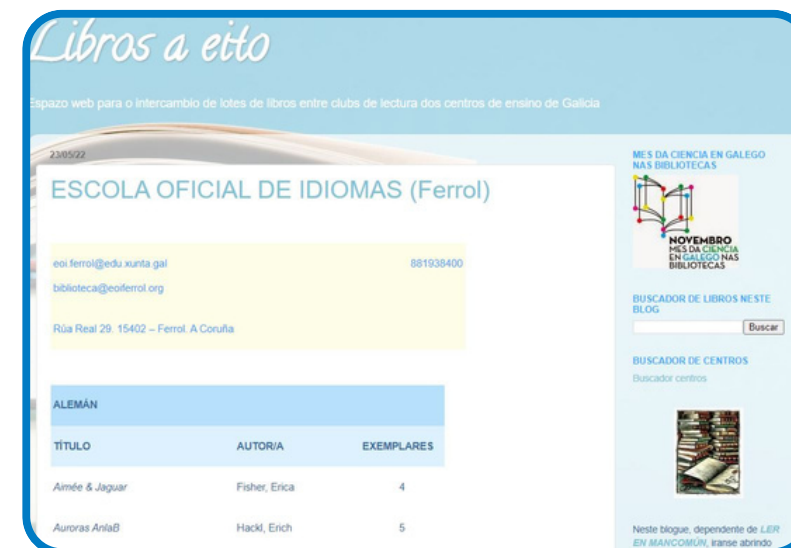 Libros a eito
Espazo web para o intercambio de lotes de libros entre clubs de lectura dos centros de ensino de Galicia
23/05/22
ESCOLA OFICIAL DE IDIOMAS (Ferrol)
eoi.ferrol@edu.xunta.gal 881938400
biblioteca@eoiferrol.org
Rúa Real 29. 15402 – Ferrol. A Coruña
ALEMÁN
TÍTULO AUTOR/A EXEMPLARES
Aimée & Jaguar Fisher, Erica 4
Auroras AnlaB Hackl, Erich 5
MES DA CIENCIA EN GALEGO
NAS BIBLIOTECAS
NOVEMBRO
MES DA CIENCIA
EN GALEGO NAS
BIBLIOTECAS
BUSCADOR DE LIBROS NESTE
BLOG
Buscar
BUSCADOR DE CENTROS
Buscador centros
Neste blogue, dependente de LER
EN MANCOMÚN, iranse abrindo